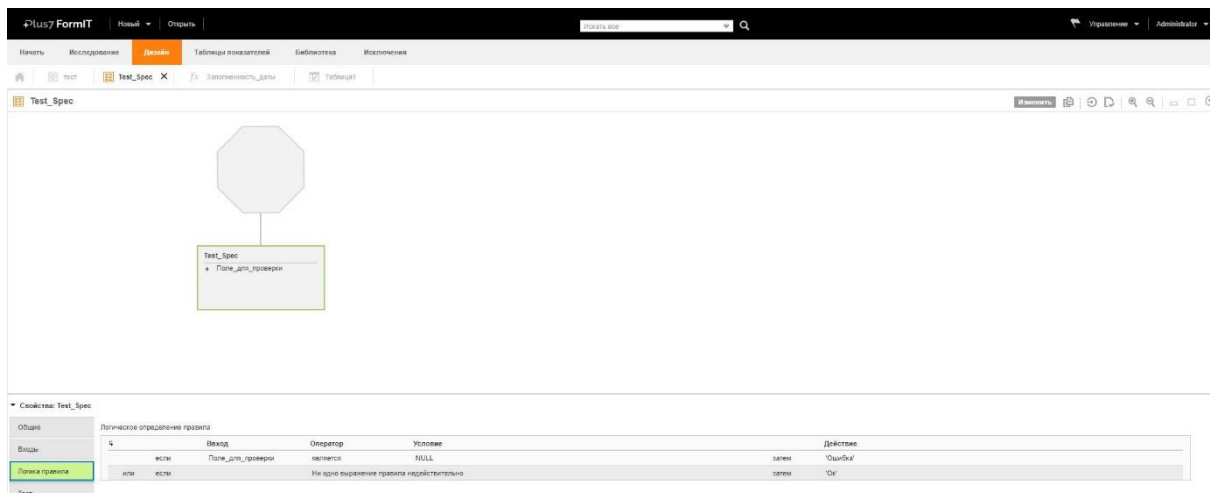 Plus7 FormIT Новый Открыть Искать все Управление Administrator
Начать Исследование Дизайн Таблицы показателей Библиотека Исключения
тест Test_Spec fx Заполненность_даты Таблица1
Test_Spec Изменить
Test_Spec
Поле_для_проверки
Свойства: Test_Spec
Общие
Входы
Логика правила
Тест
Логическое определение правила
Вход Оператор Условие Действие
если Поле_для_проверки является NULL затем 'Ошибка'
или если Ни одно выражение правила недействительно затем 'Ок'